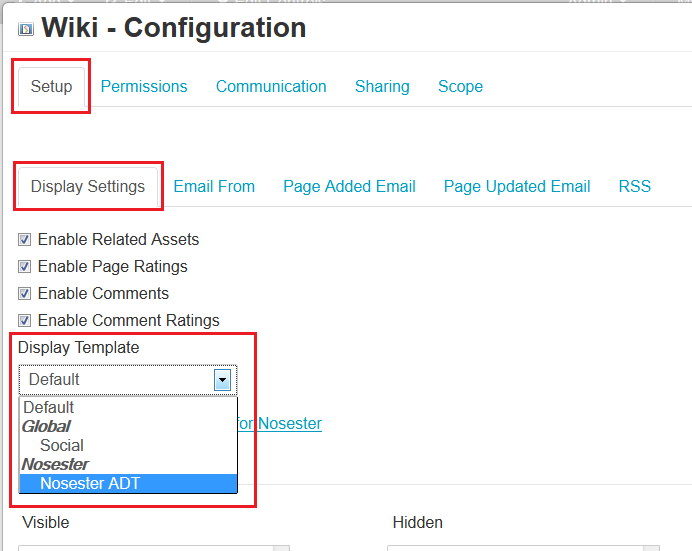 Wiki - Configuration
Setup Permissions Communication Sharing Scope
Display Settings Email From Page Added Email Page Updated Email RSS
Enable Related Assets
Enable Page Ratings
Enable Comments
Enable Comment Ratings
Display Template
Default
Default
Global
for Nosester
Social
Nosester
Nosester ADT
Visible Hidden